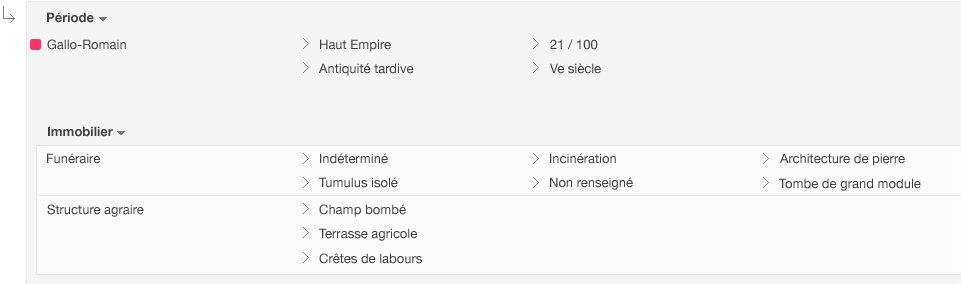 Période
Gallo-Romain Haut Empire 21 / 100
Antiquité tardive Ve siècle
Immobilier
Funéraire Indéterminé Incinération Architecture de pierre
Tumulus isolé Non renseigné Tombe de grand module
Structure agraire Champ bombé
Terrasse agricole
Crêtes de labours